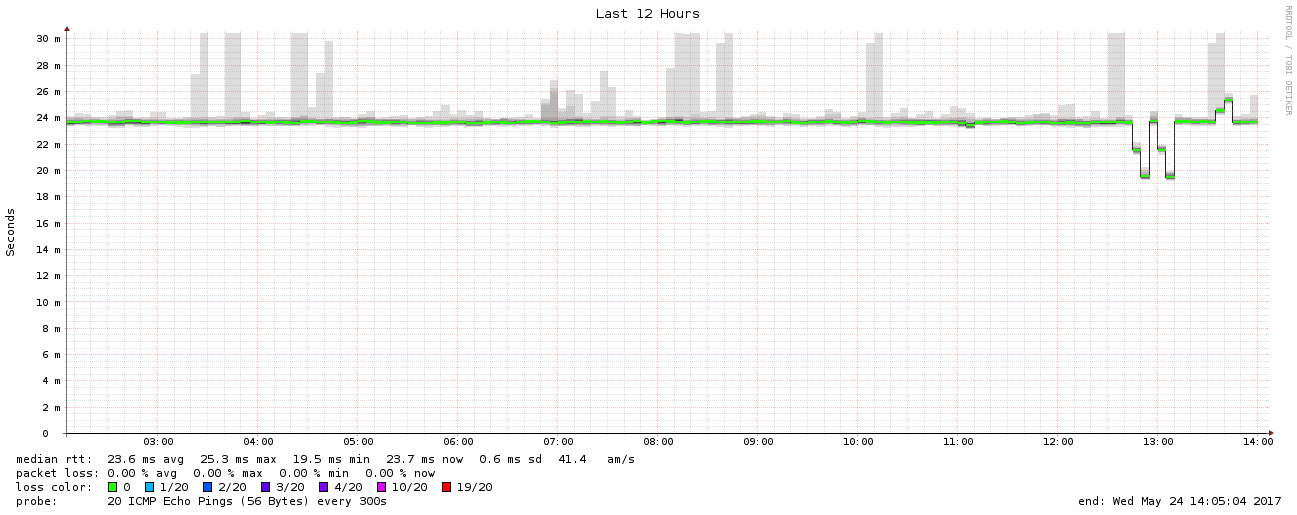 Last 12 Hours
RRDTOOL / TOBI OETIKER
Seconds
30 m
28 m
26 m
24 m
22 m
20 m
18 m
16 m
14 m
12 m
10 m
8 m
6 m
4 m
2 m
0
03:00 04:00 05:00 06:00 07:00 08:00 09:00 10:00 11:00 12:00 13:00 14:00
median rtt: 23.6 ms avg 25.3 ms max 19.5 ms min 23.7 ms now 0.6 ms sd 41.4 am/s
packet loss: 0.00 % avg 0.00 % max 0.00 % min 0.00 % now
loss color: 0 1/20 2/20 3/20 4/20 10/20 19/20
probe: 20 ICMP Echo Pings (56 Bytes) every 300s end: Wed May 24 14:05:04 2017